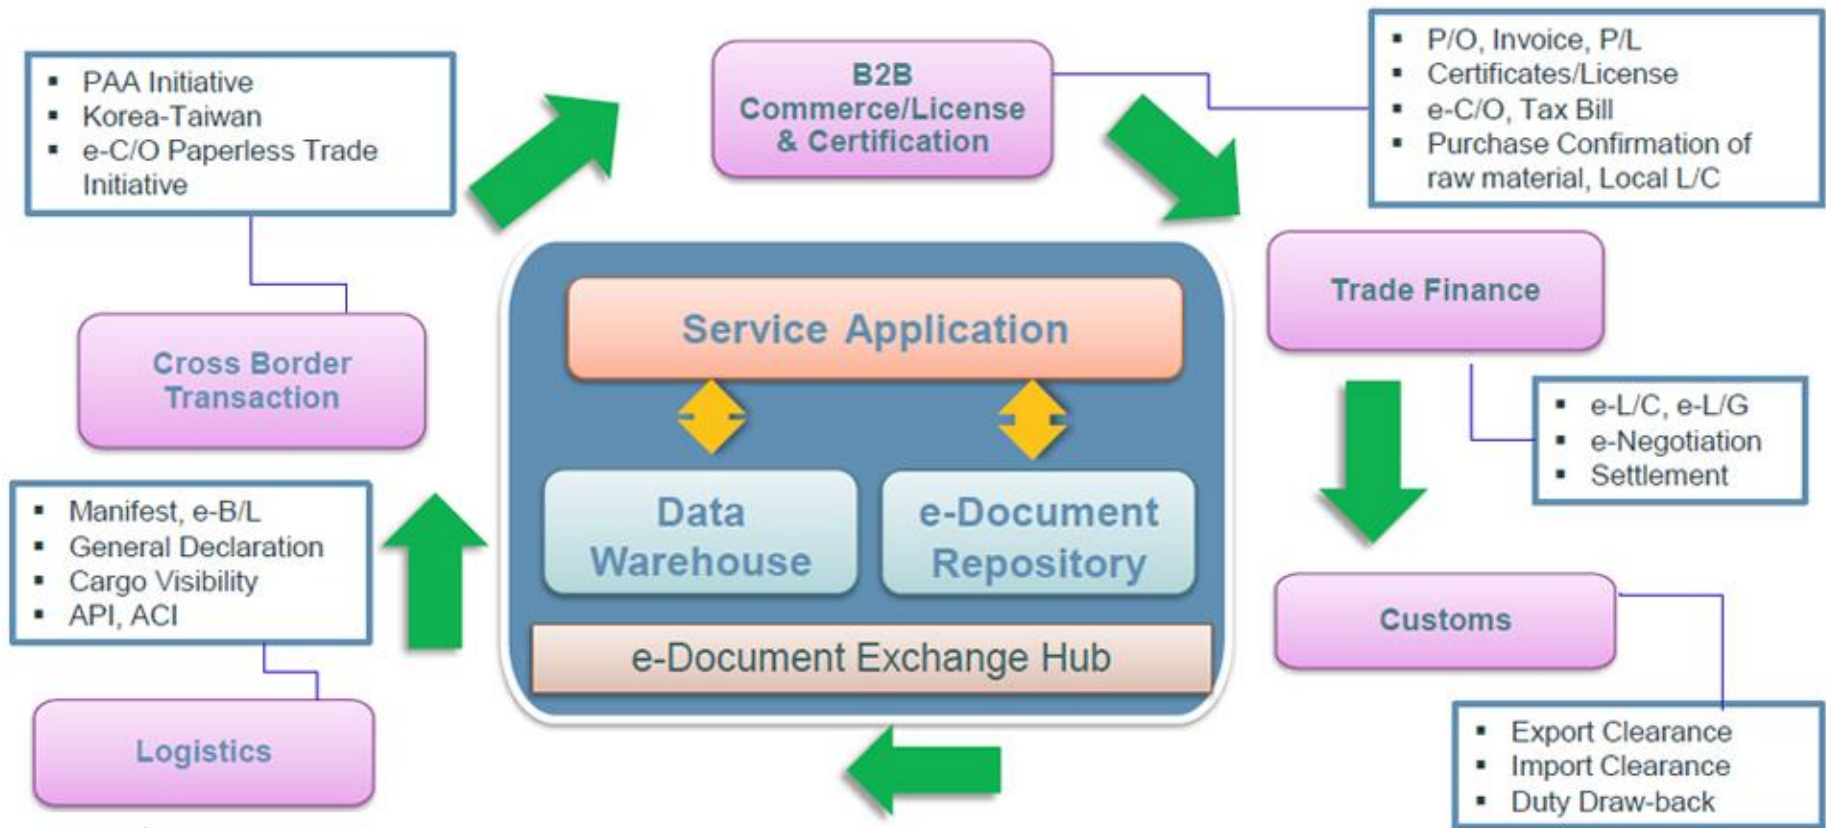 ▪ PAA Initiative
▪ Korea-Taiwan
▪ e-C/O Paperless Trade
Initiative
B2B
Commerce/License
& Certification
▪ P/O, Invoice, P/L
▪ Certificates/License
▪ e-C/O, Tax Bill
▪ Purchase Confirmation of
raw material, Local L/C
Cross Border
Transaction
Service Application
Trade Finance
▪ e-L/C, e-L/G
▪ e-Negotiation
▪ Settlement
▪ Manifest, e-B/L
▪ General Declaration
▪ Cargo Visibility
▪ API, ACI
Data
Warehouse
e-Document
Repository
Customs
e-Document Exchange Hub
Logistics
▪ Export Clearance
▪ Import Clearance
▪ Duty Draw-back